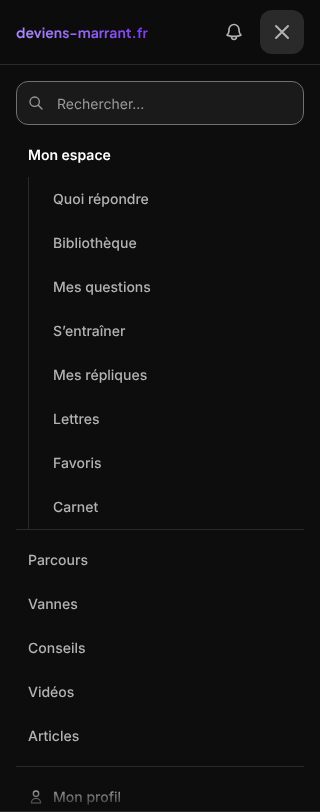 deviens-marrant.fr
Rechercher...
Mon espace
Quoi répondre
Bibliothèque
Mes questions
S’entraîner
Mes répliques
Lettres
Favoris
Carnet
Parcours
Vannes
Conseils
Vidéos
Articles
Mon profil